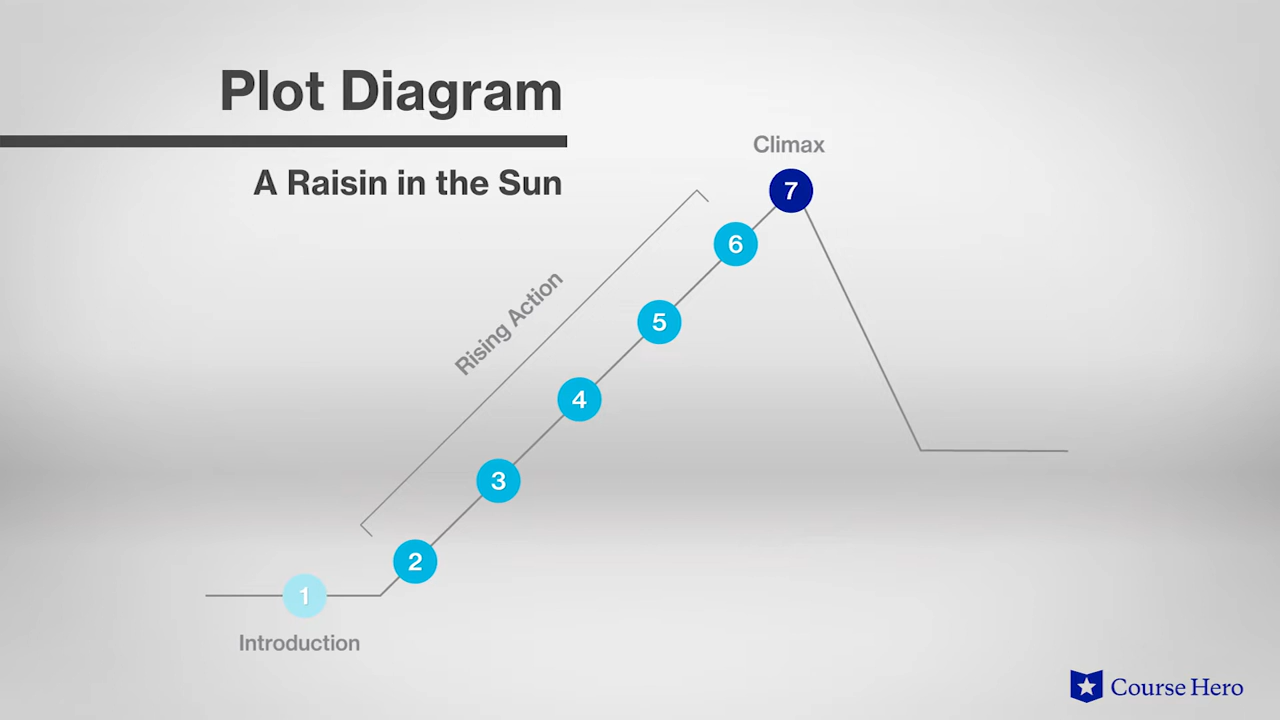 Plot Diagram
A Raisin in the Sun
Climax
7
6
Rising Action
5
4
3
2
1
Introduction
Course Hero